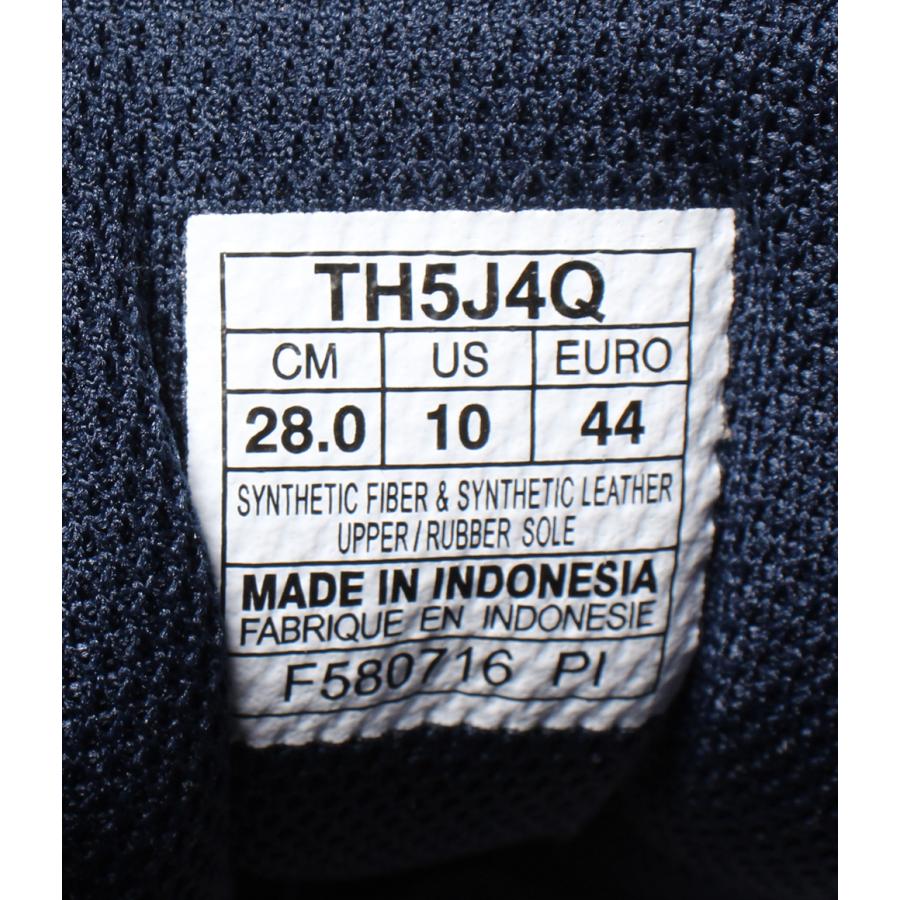 TH5J4Q
CM US EURO
28.0 10 44
SYNTHETIC FIBER & SYNTHETIC LEATHER
UPPER/RUBBER SOLE
MADE IN INDONESIA
FABRIQUE EN INDONESIE
F580716 PI